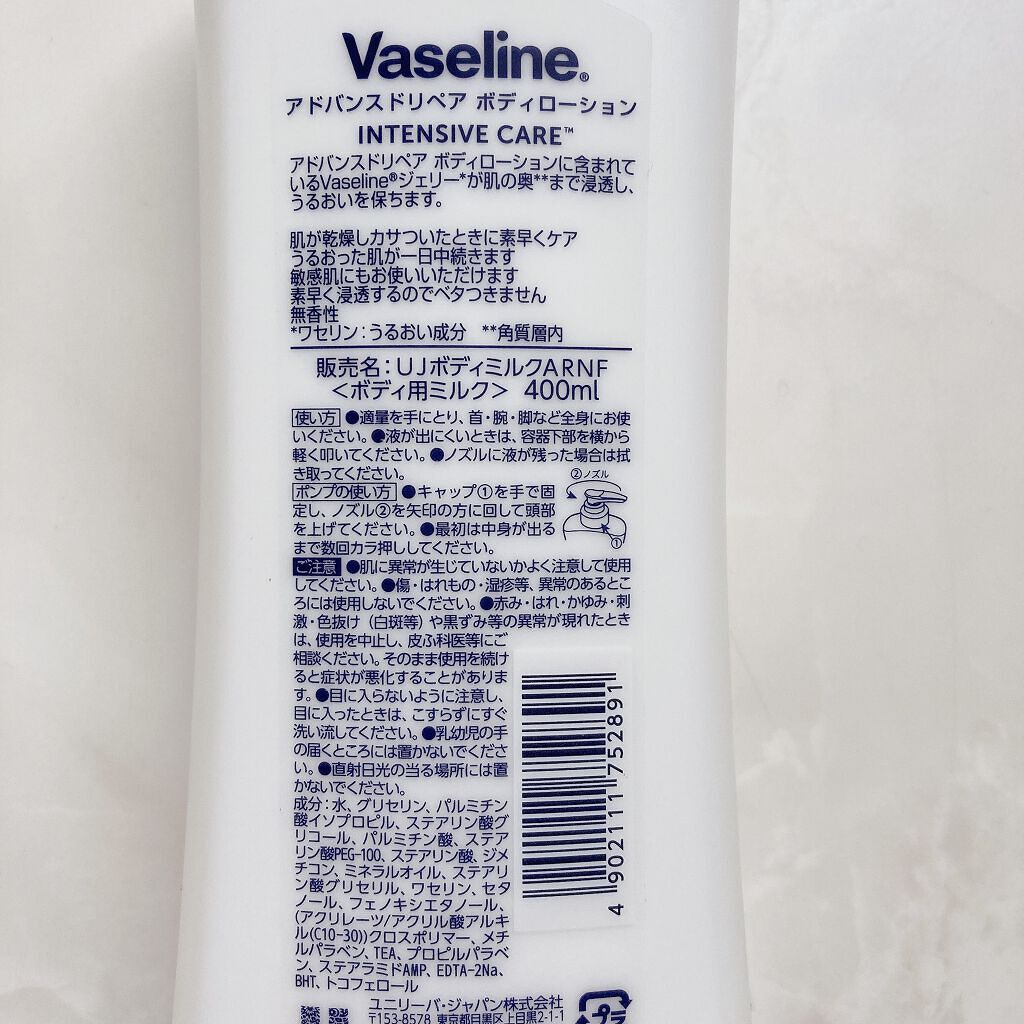 Vaseline®
アドバンスドリペア ボディローション
INTENSIVE CARE™
アドバンスドリペア ボディローションに含まれて
いるVaseline®ジェリー*が肌の奥**まで浸透し、
うるおいを保ちます。
肌が乾燥しカサついたときに素早くケア
うるおった肌が一日中続きます
敏感肌にもお使いいただけます
素早く浸透するのでベタつきません
無香性
*ワセリン：うるおい成分 **角質層内
販売名：UJボディミルクARNF
<ボディ用ミルク> 400ml
使い方 ●適量を手にとり、首・腕・脚など全身にお使
いください。●液が出にくいときは、容器下部を横から
軽く叩いてください。●ノズルに液が残った場合は拭
き取ってください。
②ノズル
ポンプの使い方 ●キャップ①を手で固
定し、ノズル②を矢印の方に回して頭部
を上げてください。●最初は中身が出る
まで数回カラ押ししてください。
①
ご注意 ●肌に異常が生じていないかよく注意して使用
してください。●傷・はれもの・湿疹等、異常のあるとこ
ろには使用しないでください。●赤み・はれ・かゆみ・刺
激・色抜け（白斑等）や黒ずみ等の異常が現れたとき
は、使用を中止し、皮ふ科医等にご
相談ください。そのまま使用を続け
ると症状が悪化することがありま
す。●目に入らないように注意し、
目に入ったときは、こすらずにすぐ
洗い流してください。●乳幼児の手
の届くところには置かないでくださ
い。●直射日光の当る場所には置
かないでください。
成分：水、グリセリン、パルミチン
酸イソプロピル、ステアリン酸グ
リコール、パルミチン酸、ステア
リン酸PEG-100、ステアリン酸、ジメ
チコン、ミネラルオイル、ステアリ
ン酸グリセリル、ワセリン、セタ
ノール、フェノキシエタノール、
(アクリレーツ/アクリル酸アルキ
ル(C10-30))クロスポリマー、メチ
ルパラベン、TEA、プロピルパラベ
ン、ステアラミドAMP、EDTA-2Na、
BHT、トコフェロール
4 902111 752891
ユニリーバ・ジャパン株式会社
〒153-8578 東京都目黒区上目黒2-1-1
プラ